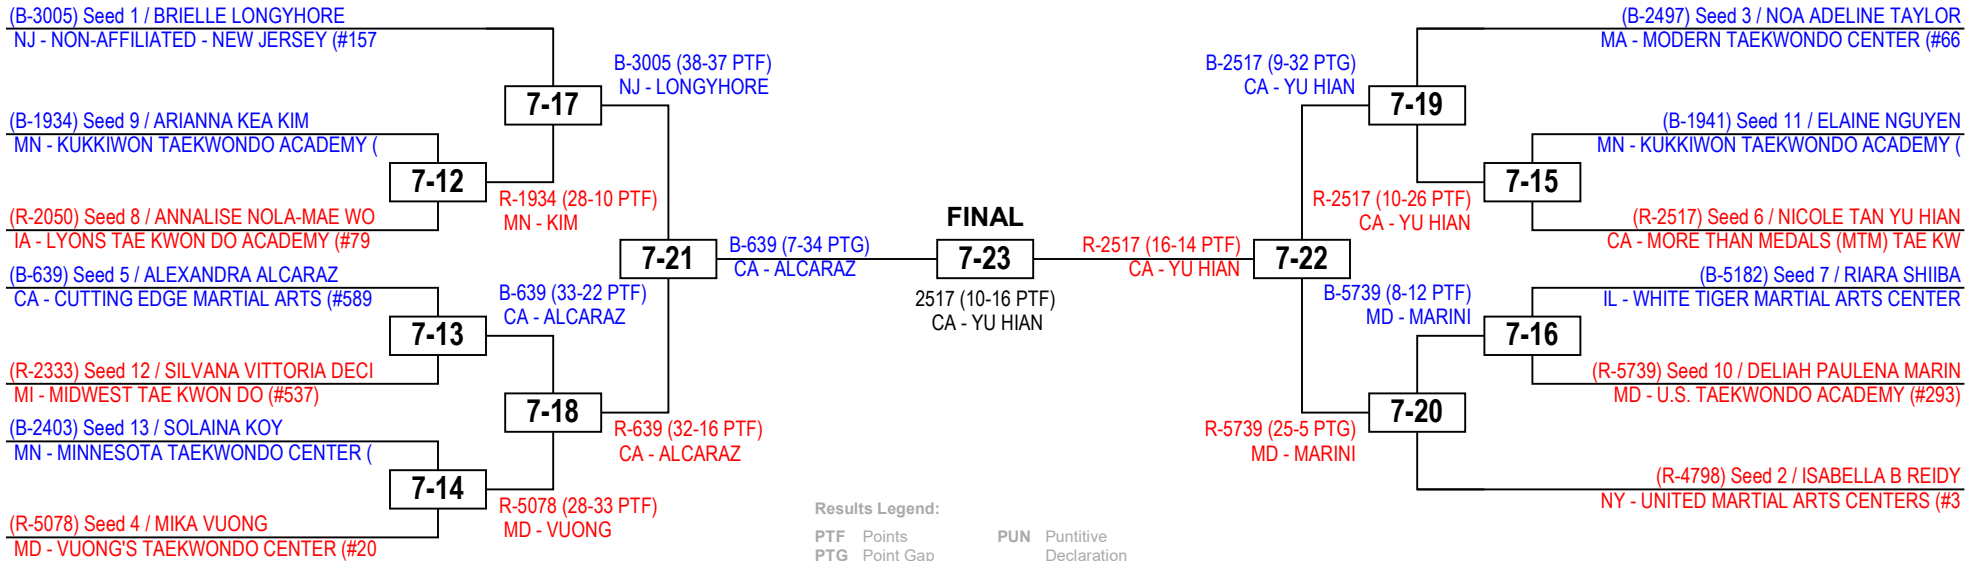 (B-3005) Seed 1 / BRIELLE LONGYHORE
NJ - NON-AFFILIATED - NEW JERSEY (#157
B-3005 (38-37 PTF)
NJ - LONGYHORE
7-17
(B-1934) Seed 9 / ARIANNA KEA KIM
MN - KUKKIWON TAEKWONDO ACADEMY (
7-12
R-1934 (28-10 PTF)
MN - KIM
(R-2050) Seed 8 / ANNALISE NOLA-MAE WO
IA - LYONS TAE KWON DO ACADEMY (#79
7-21
B-639 (7-34 PTG)
CA - ALCARAZ
(B-639) Seed 5 / ALEXANDRA ALCARAZ
CA - CUTTING EDGE MARTIAL ARTS (#589
B-639 (33-22 PTF)
CA - ALCARAZ
7-13
(R-2333) Seed 12 / SILVANA VITTORIA DECI
MI - MIDWEST TAE KWON DO (#537)
7-18
R-639 (32-16 PTF)
CA - ALCARAZ
(B-2403) Seed 13 / SOLAINA KOY
MN - MINNESOTA TAEKWONDO CENTER (
7-14
R-5078 (28-33 PTF)
MD - VUONG
(R-5078) Seed 4 / MIKA VUONG
MD - VUONG'S TAEKWONDO CENTER (#20
FINAL
7-23
2517 (10-16 PTF)
CA - YU HIAN
(B-2497) Seed 3 / NOA ADELINE TAYLOR
MA - MODERN TAEKWONDO CENTER (#66
B-2517 (9-32 PTG)
CA - YU HIAN
7-19
(B-1941) Seed 11 / ELAINE NGUYEN
MN - KUKKIWON TAEKWONDO ACADEMY (
7-15
R-2517 (10-26 PTF)
CA - YU HIAN
(R-2517) Seed 6 / NICOLE TAN YU HIAN
CA - MORE THAN MEDALS (MTM) TAE KW
R-2517 (16-14 PTF)
CA - YU HIAN
7-22
(B-5182) Seed 7 / RIARA SHIIBA
IL - WHITE TIGER MARTIAL ARTS CENTER
B-5739 (8-12 PTF)
MD - MARINI
7-16
(R-5739) Seed 10 / DELIAH PAULENA MARIN
MD - U.S. TAEKWONDO ACADEMY (#293)
7-20
R-5739 (25-5 PTG)
MD - MARINI
(R-4798) Seed 2 / ISABELLA B REIDY
NY - UNITED MARTIAL ARTS CENTERS (#3
Results Legend:
PTF Points PUN Puntitive
PTG Point Gap Declaration